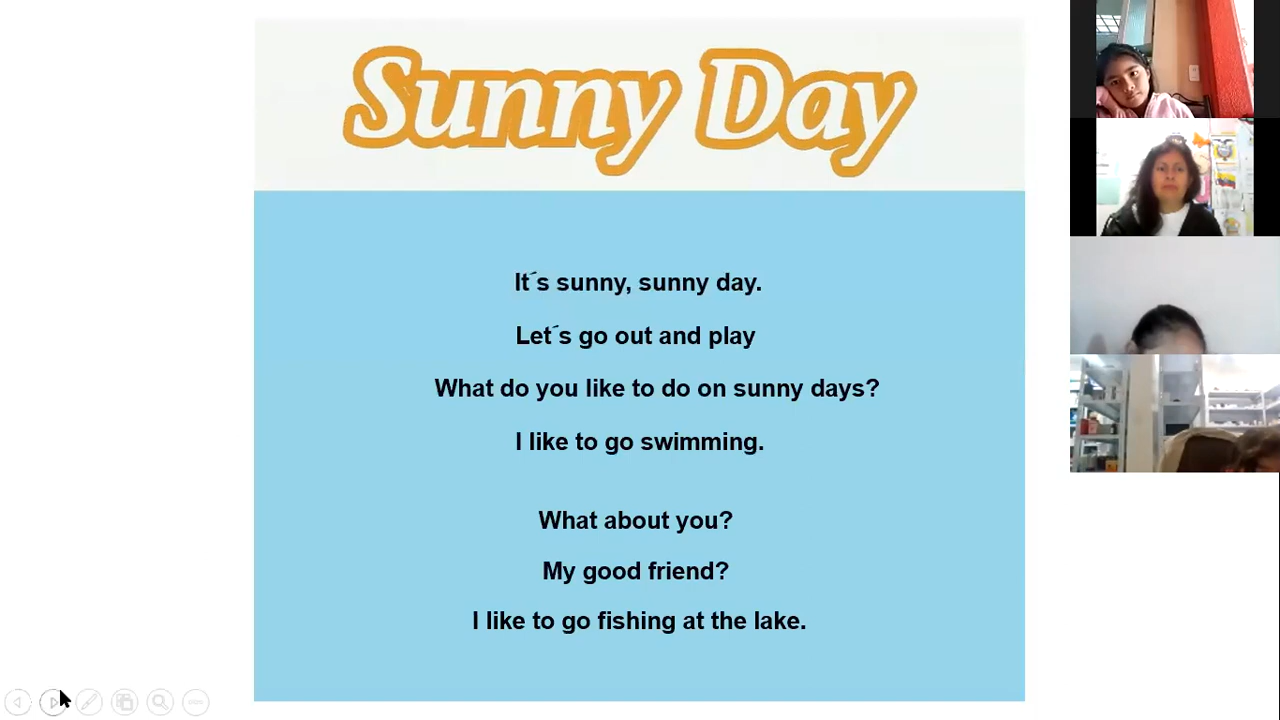 Sunny Day
It´s sunny, sunny day.
Let´s go out and play
What do you like to do on sunny days?
I like to go swimming.
What about you?
My good friend?
I like to go fishing at the lake.